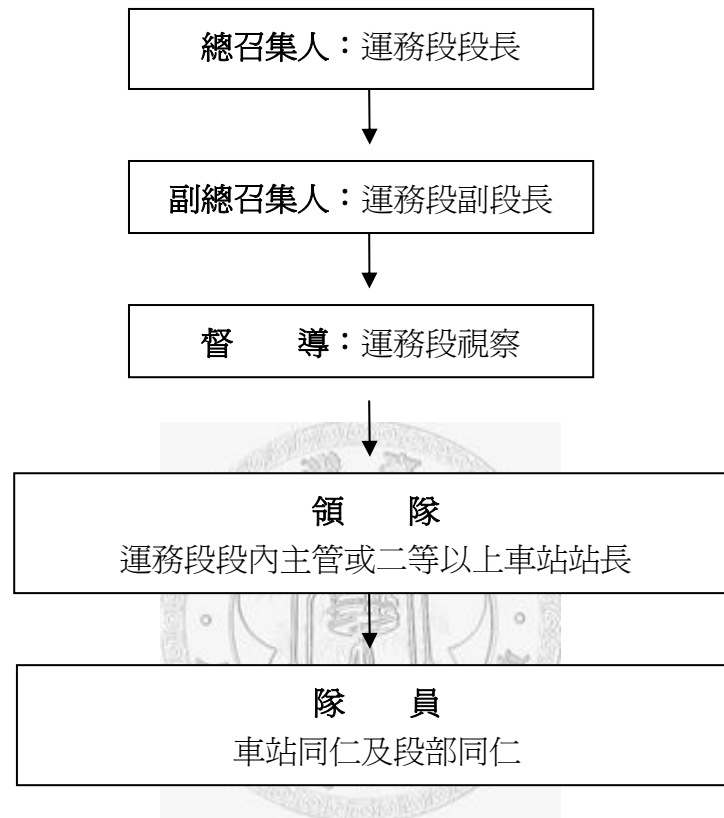 總召集人：運務段段長
副總召集人：運務段副段長
督　　導：運務段視察
領　　隊
運務段段內主管或二等以上車站站長
隊　　員
車站同仁及段部同仁